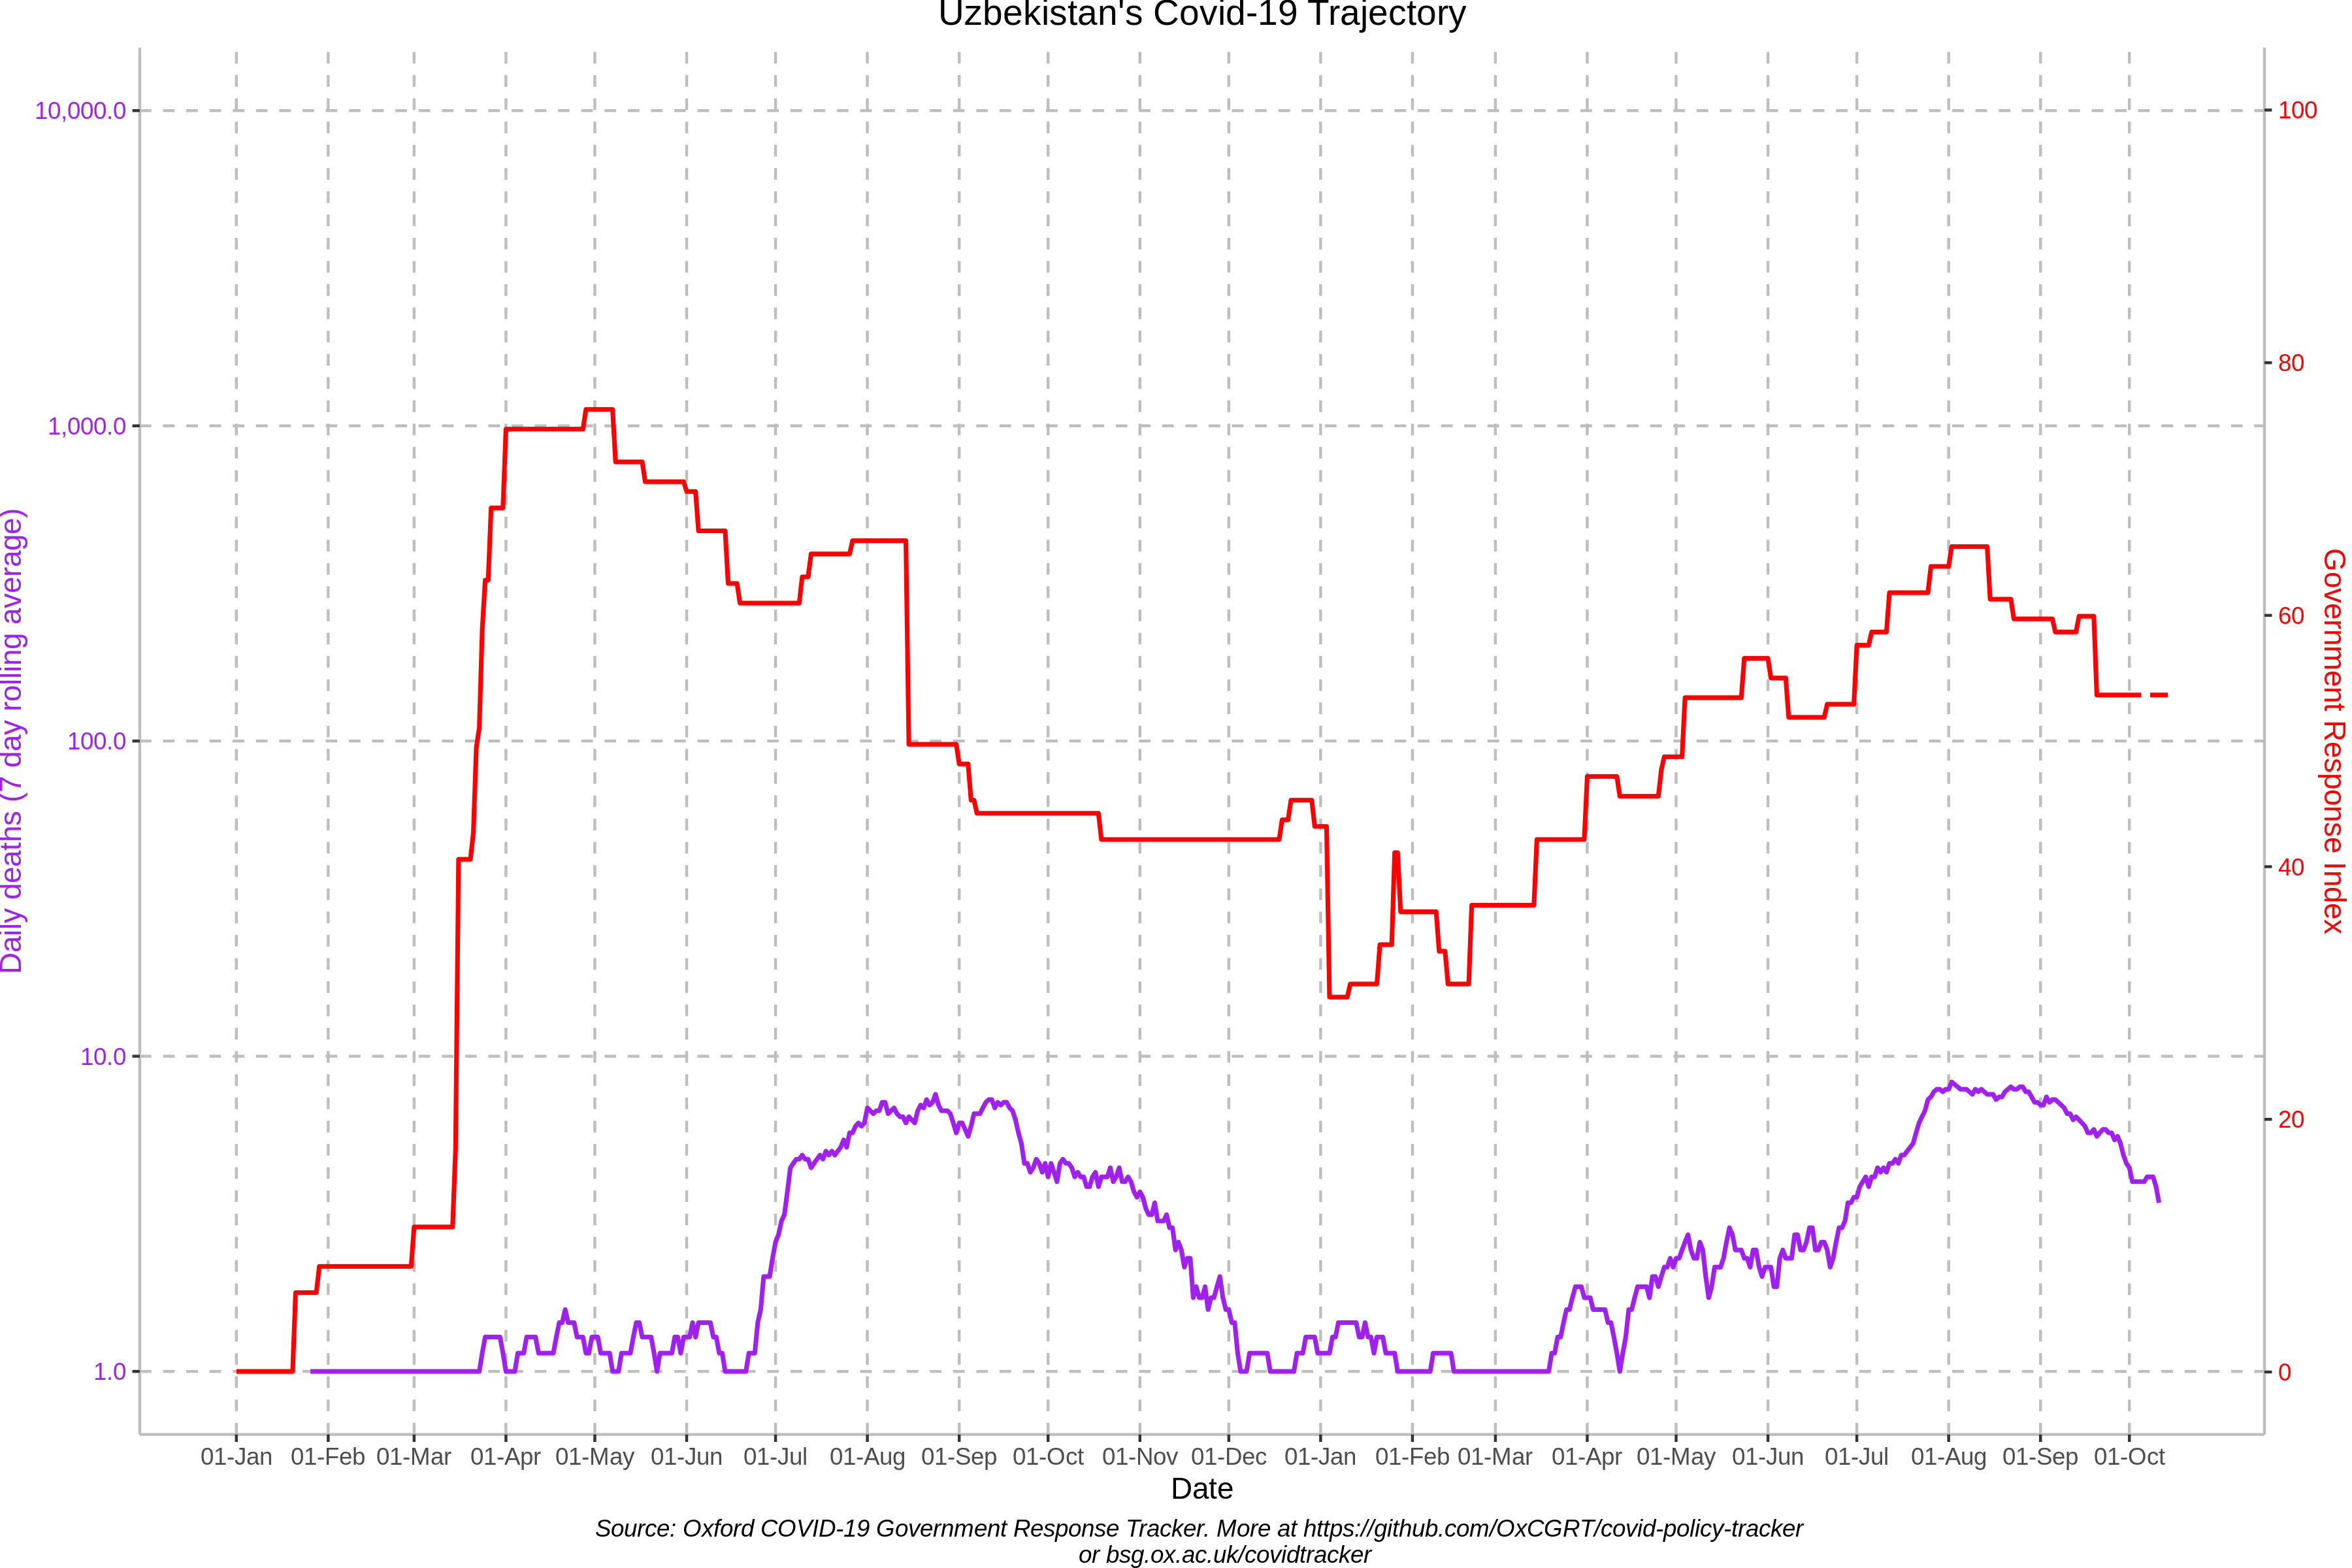 Uzbekistan's Covid-19 Trajectory
10,000.0
1,000.0
100.0
10.0
1.0
Daily deaths (7 day rolling average)
100
80
60
40
20
0
Government Response Index
01-Jan 01-Feb 01-Mar 01-Apr 01-May 01-Jun 01-Jul 01-Aug 01-Sep 01-Oct 01-Nov 01-Dec 01-Jan 01-Feb 01-Mar 01-Apr 01-May 01-Jun 01-Jul 01-Aug 01-Sep 01-Oct
Date
Source: Oxford COVID-19 Government Response Tracker. More at https://github.com/OxCGRT/covid-policy-tracker
or bsg.ox.ac.uk/covidtracker